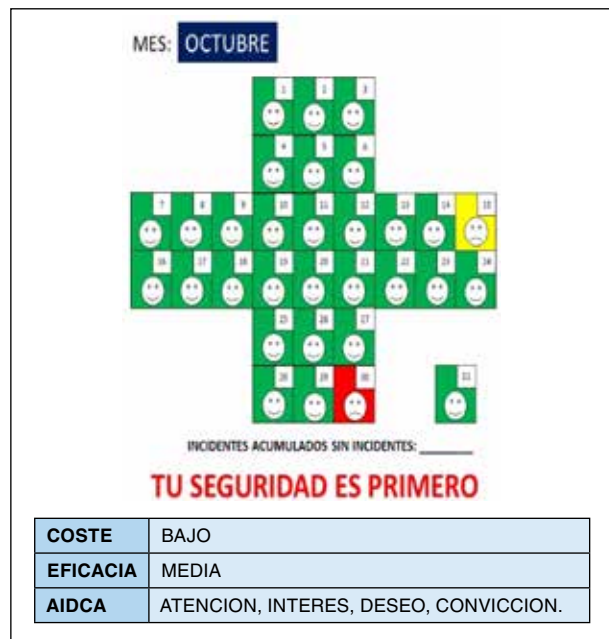 MES: OCTUBRE
1 2 3
4 5 6
7 8 9 10 11 12 13 14 15
16 17 18 19 20 21 22 23 24
25 26 27
28 29 30 31
INCIDENTES ACUMULADOS SIN INCIDENTES: ________
TU SEGURIDAD ES PRIMERO
COSTE BAJO
EFICACIA MEDIA
AIDCA ATENCION, INTERES, DESEO, CONVICCION.